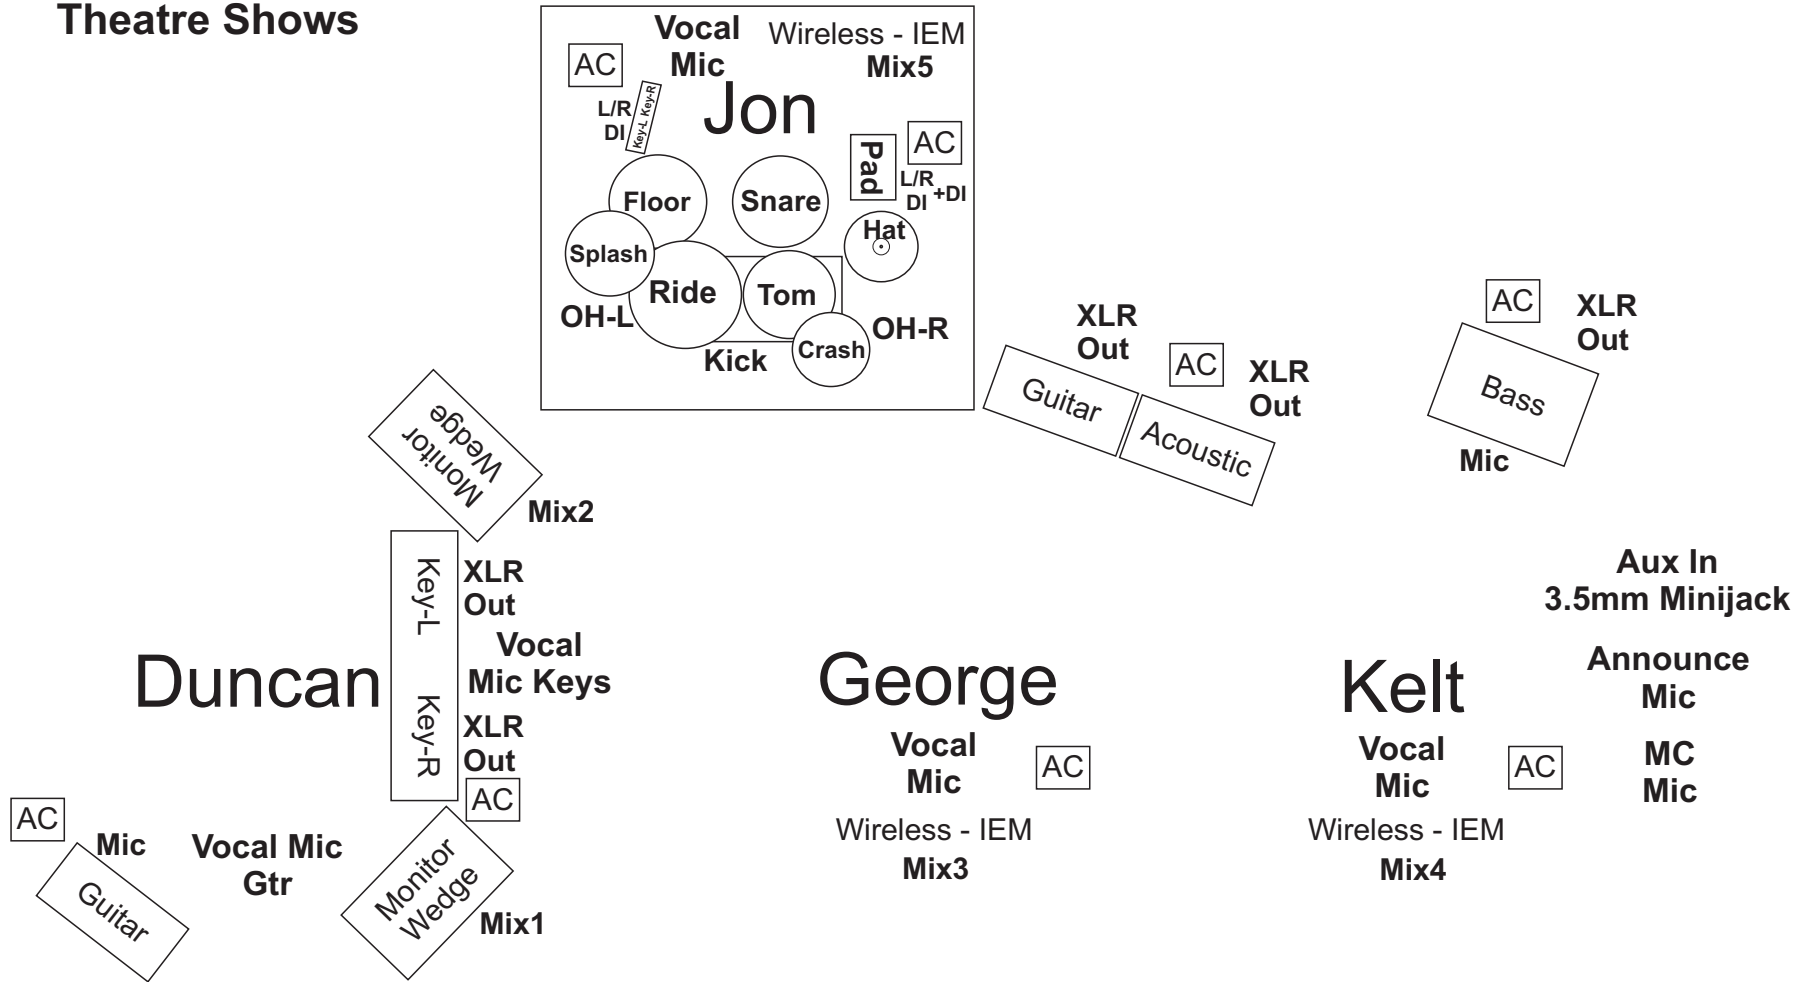 Theatre Shows
Vocal
Mic
Wireless - IEM
Mix5
AC
Jon
L/R
DI
Key-L Key-R
AC
Pad
L/R
DI
+DI
Floor
Snare
Hat
Splash
Ride
Tom
OH-L
OH-R
Crash
Kick
XLR
Out
AC
XLR
Out
Guitar
Acoustic
AC
XLR
Out
Bass
Mic
Monitor
Wedge
Mix2
Key-L
XLR
Out
Vocal
Mic Keys
Duncan
Key-R
XLR
Out
AC
AC
Mic
Guitar
Vocal Mic
Gtr
Monitor
Wedge
Mix1
George
Vocal
Mic
AC
Wireless - IEM
Mix3
Kelt
Vocal
Mic
AC
Wireless - IEM
Mix4
Aux In
3.5mm Minijack
Announce
Mic
MC
Mic